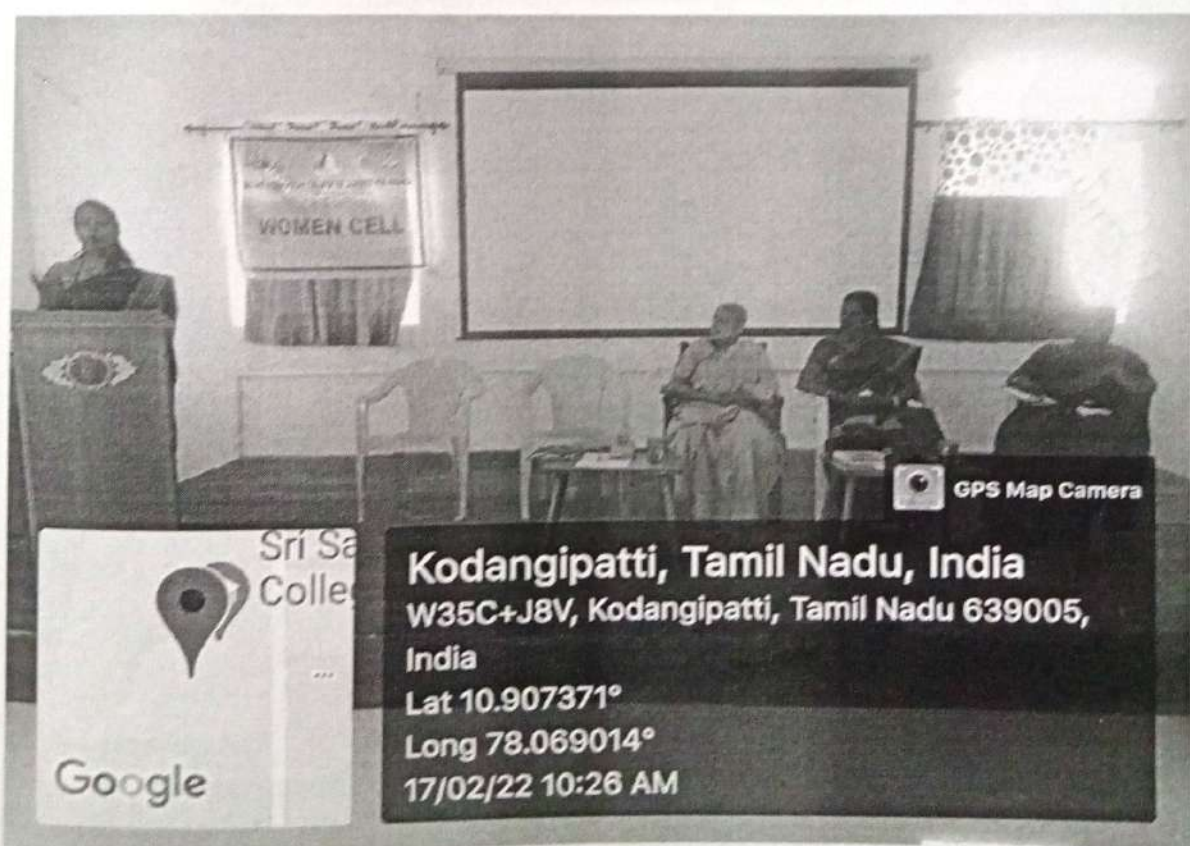 WOMEN CELL
GPS Map Camera
Sri Sa
Colle
Google
Kodangipatti, Tamil Nadu, India
W35C+J8V, Kodangipatti, Tamil Nadu 639005,
India
Lat 10.907371°
Long 78.069014°
17/02/22 10:26 AM